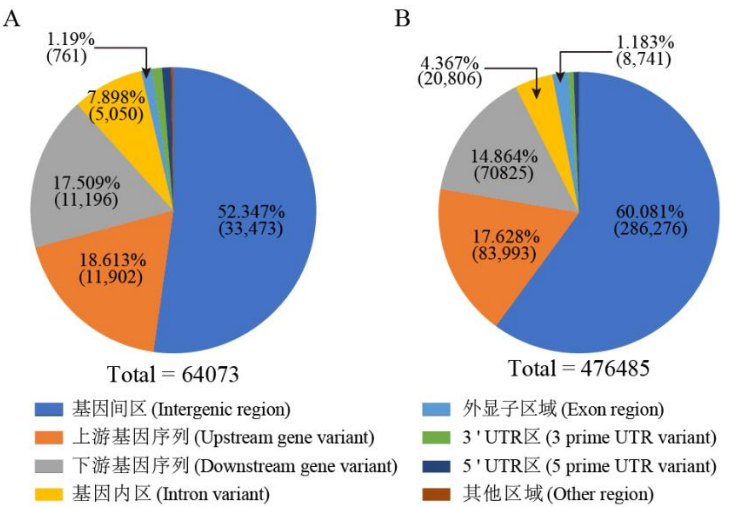 A
B
1.19%
(761)
7.898%
(5,050)
17.509%
(11,196)
18.613%
(11,902)
52.347%
(33,473)
Total = 64073
4.367%
(20,806)
1.183%
(8,741)
14.864%
(70825)
17.628%
(83,993)
60.081%
(286,276)
Total = 476485
基因间区 (Intergenic region)
上游基因序列 (Upstream gene variant)
下游基因序列 (Downstream gene variant)
基因内区 (Intron variant)
外显子区域 (Exon region)
3 ' UTR区 (3 prime UTR variant)
5 ' UTR区 (5 prime UTR variant)
其他区域 (Other region)